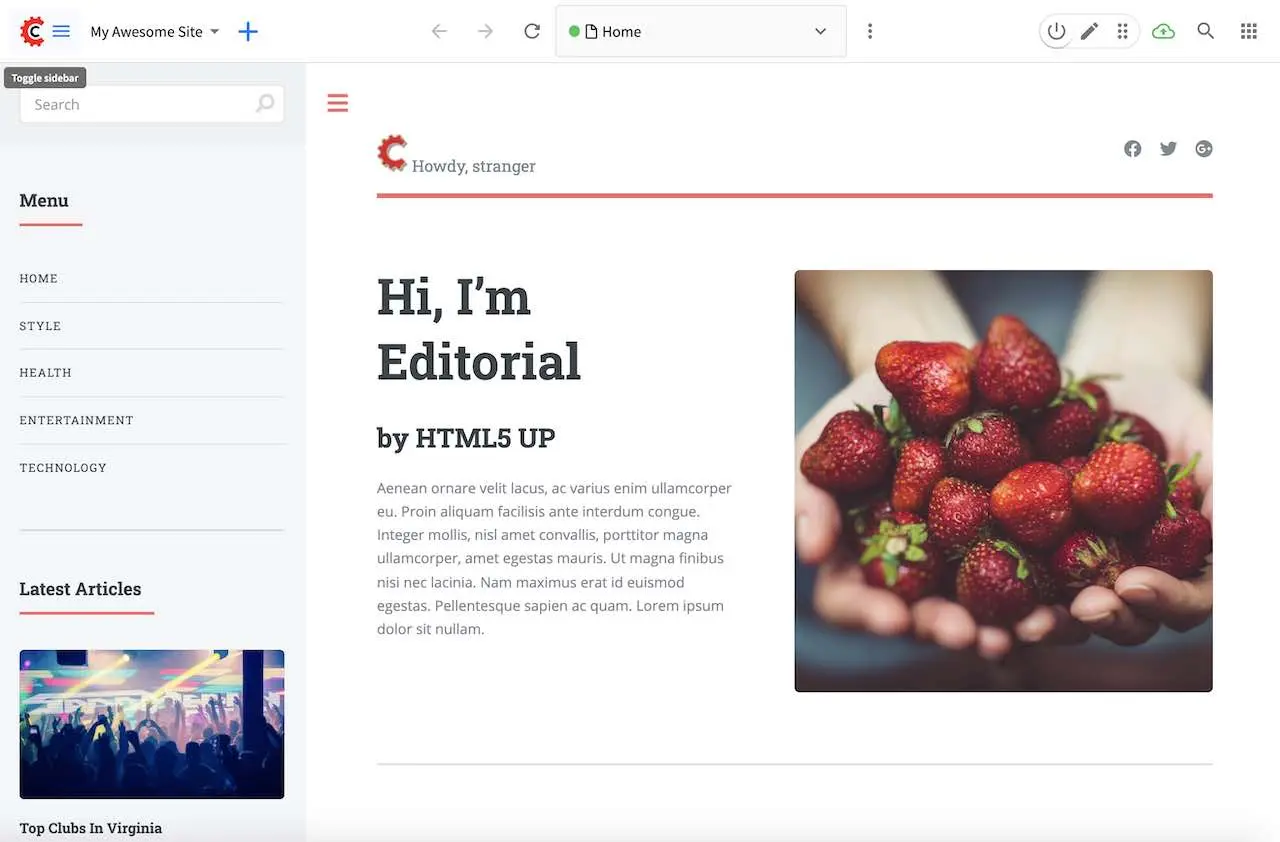 C
My Awesome Site
Home
Toggle sidebar
Search
Menu
HOME
STYLE
HEALTH
ENTERTAINMENT
TECHNOLOGY
Latest Articles
Top Clubs In Virginia
C Howdy, stranger
Hi, I’m
Editorial
by HTML5 UP
Aenean ornare velit lacus, ac varius enim ullamcorper
eu. Proin aliquam facilisis ante interdum congue.
Integer mollis, nisl amet convallis, porttitor magna
ullamcorper, amet egestas mauris. Ut magna finibus
nisi nec lacinia. Nam maximus erat id euismod
egestas. Pellentesque sapien ac quam. Lorem ipsum
dolor sit nullam.